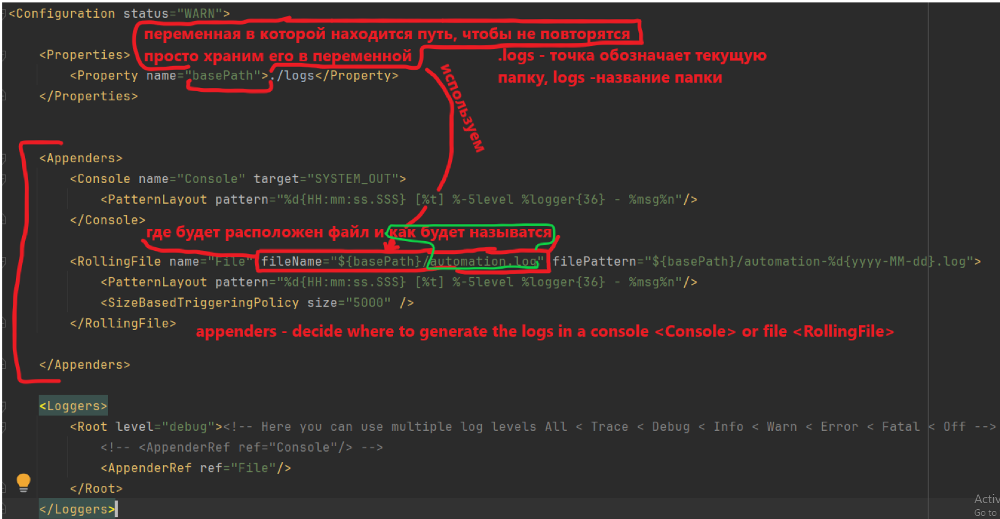 <Configuration status="WARN">
переменная в которой находится путь, чтобы не повторятся
<Properties> просто храним его в переменной .logs - точка обозначает текущую
<Property name="basePath">./logs</Property> папку, logs -название папки
</Properties>
используем
<Appenders>
<Console name="Console" target="SYSTEM_OUT">
<PatternLayout pattern="%d{HH:mm:ss.SSS} [%t] %-5level %logger{36} - %msg%n"/>
</Console>
где будет расположен файл и как будет называтся
<RollingFile name="File" fileName="${basePath}/automation.log" filePattern="${basePath}/automation-%d{yyyy-MM-dd}.log">
<PatternLayout pattern="%d{HH:mm:ss.SSS} [%t] %-5level %logger{36} - %msg%n"/>
<SizeBasedTriggeringPolicy size="5000" />
</RollingFile>
appenders - decide where to generate the logs in a console <Console> or file <RollingFile>
</Appenders>
<Loggers>
<Root level="debug"><!-- Here you can use multiple log levels All < Trace < Debug < Info < Warn < Error < Fatal < Off -->
<!-- <AppenderRef ref="Console"/> -->
<AppenderRef ref="File"/>
</Root>
</Loggers>
Activ
Go to